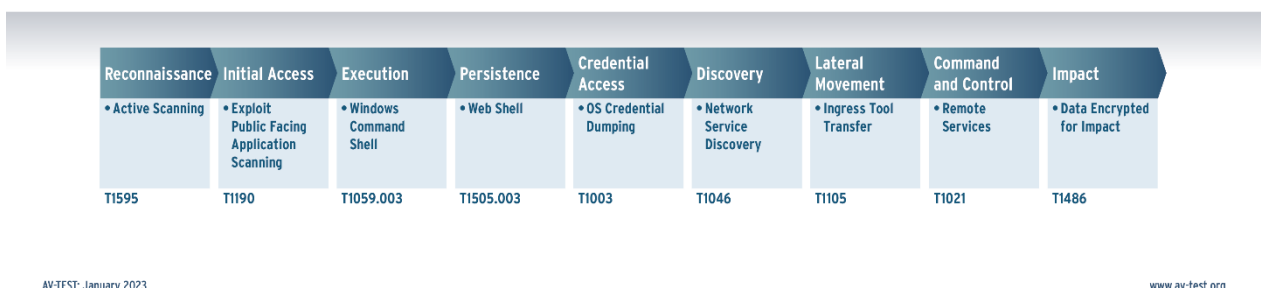 Reconnaissance
Initial Access
Execution
Persistence
Credential
Access
Discovery
Lateral
Movement
Command
and Control
Impact
• Active Scanning
• Exploit
Public Facing
Application
Scanning
• Windows
Command
Shell
• Web Shell
• OS Credential
Dumping
• Network
Service
Discovery
• Ingress Tool
Transfer
• Remote
Services
• Data Encrypted
for Impact
T1595
T1190
T1059.003
T1505.003
T1003
T1046
T1105
T1021
T1486
AV-TEST: January 2023
www.av-test.org